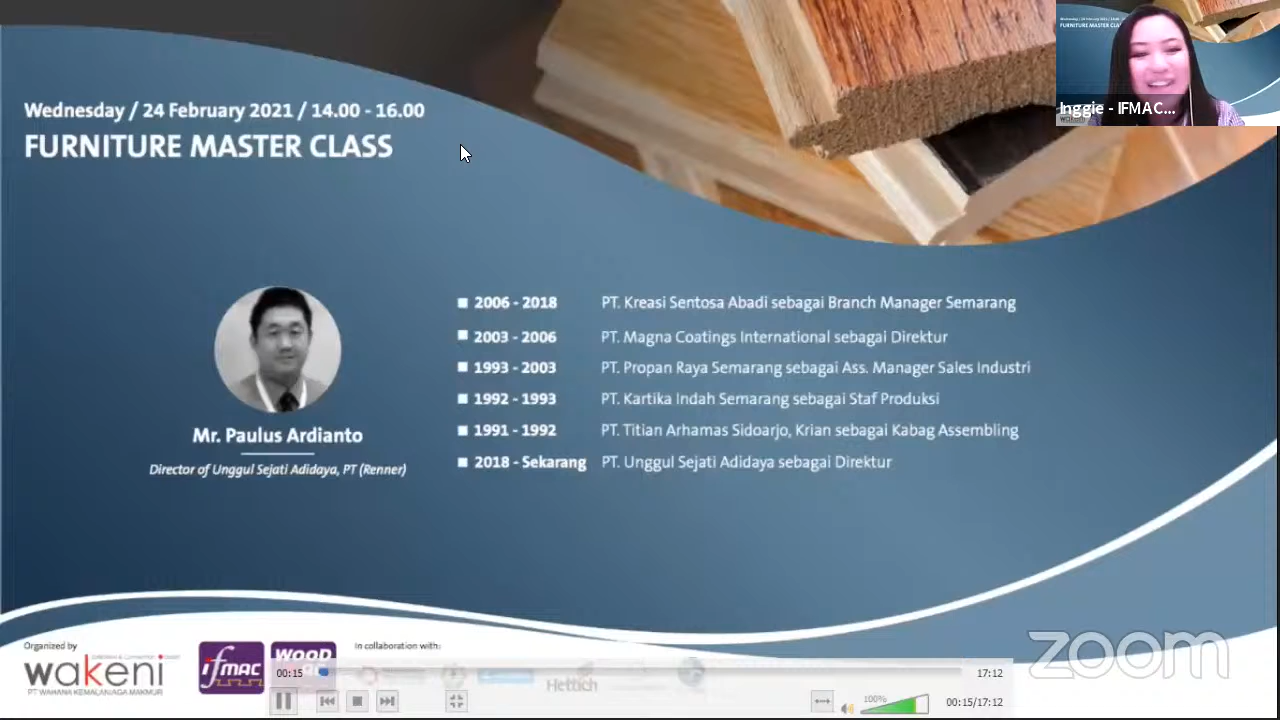 Wednesday / 24 February 2021 / 14.00 - 16.00
FURNITURE MASTER CLASS
Inggie - IFMAC...
Mr. Paulus Ardianto
Director of Unggul Sejati Adidaya, PT (Renner)
2006 - 2018 PT. Kreasi Sentosa Abadi sebagai Branch Manager Semarang
2003 - 2006 PT. Magna Coatings International sebagai Direktur
1993 - 2003 PT. Propan Raya Semarang sebagai Ass. Manager Sales Industri
1992 - 1993 PT. Kartika Indah Semarang sebagai Staf Produksi
1991 - 1992 PT. Titian Arhamas Sidoarjo, Krian sebagai Kabag Assembling
2018 - Sekarang PT. Unggul Sejati Adidaya sebagai Direktur
Organized by
wakeni
PT WAHANA KEMALANIAGA MAKMUR
ifmac
WOOD
In collaboration with:
Hettich
zoom
00:15
17:12
100%
00:15/17:12